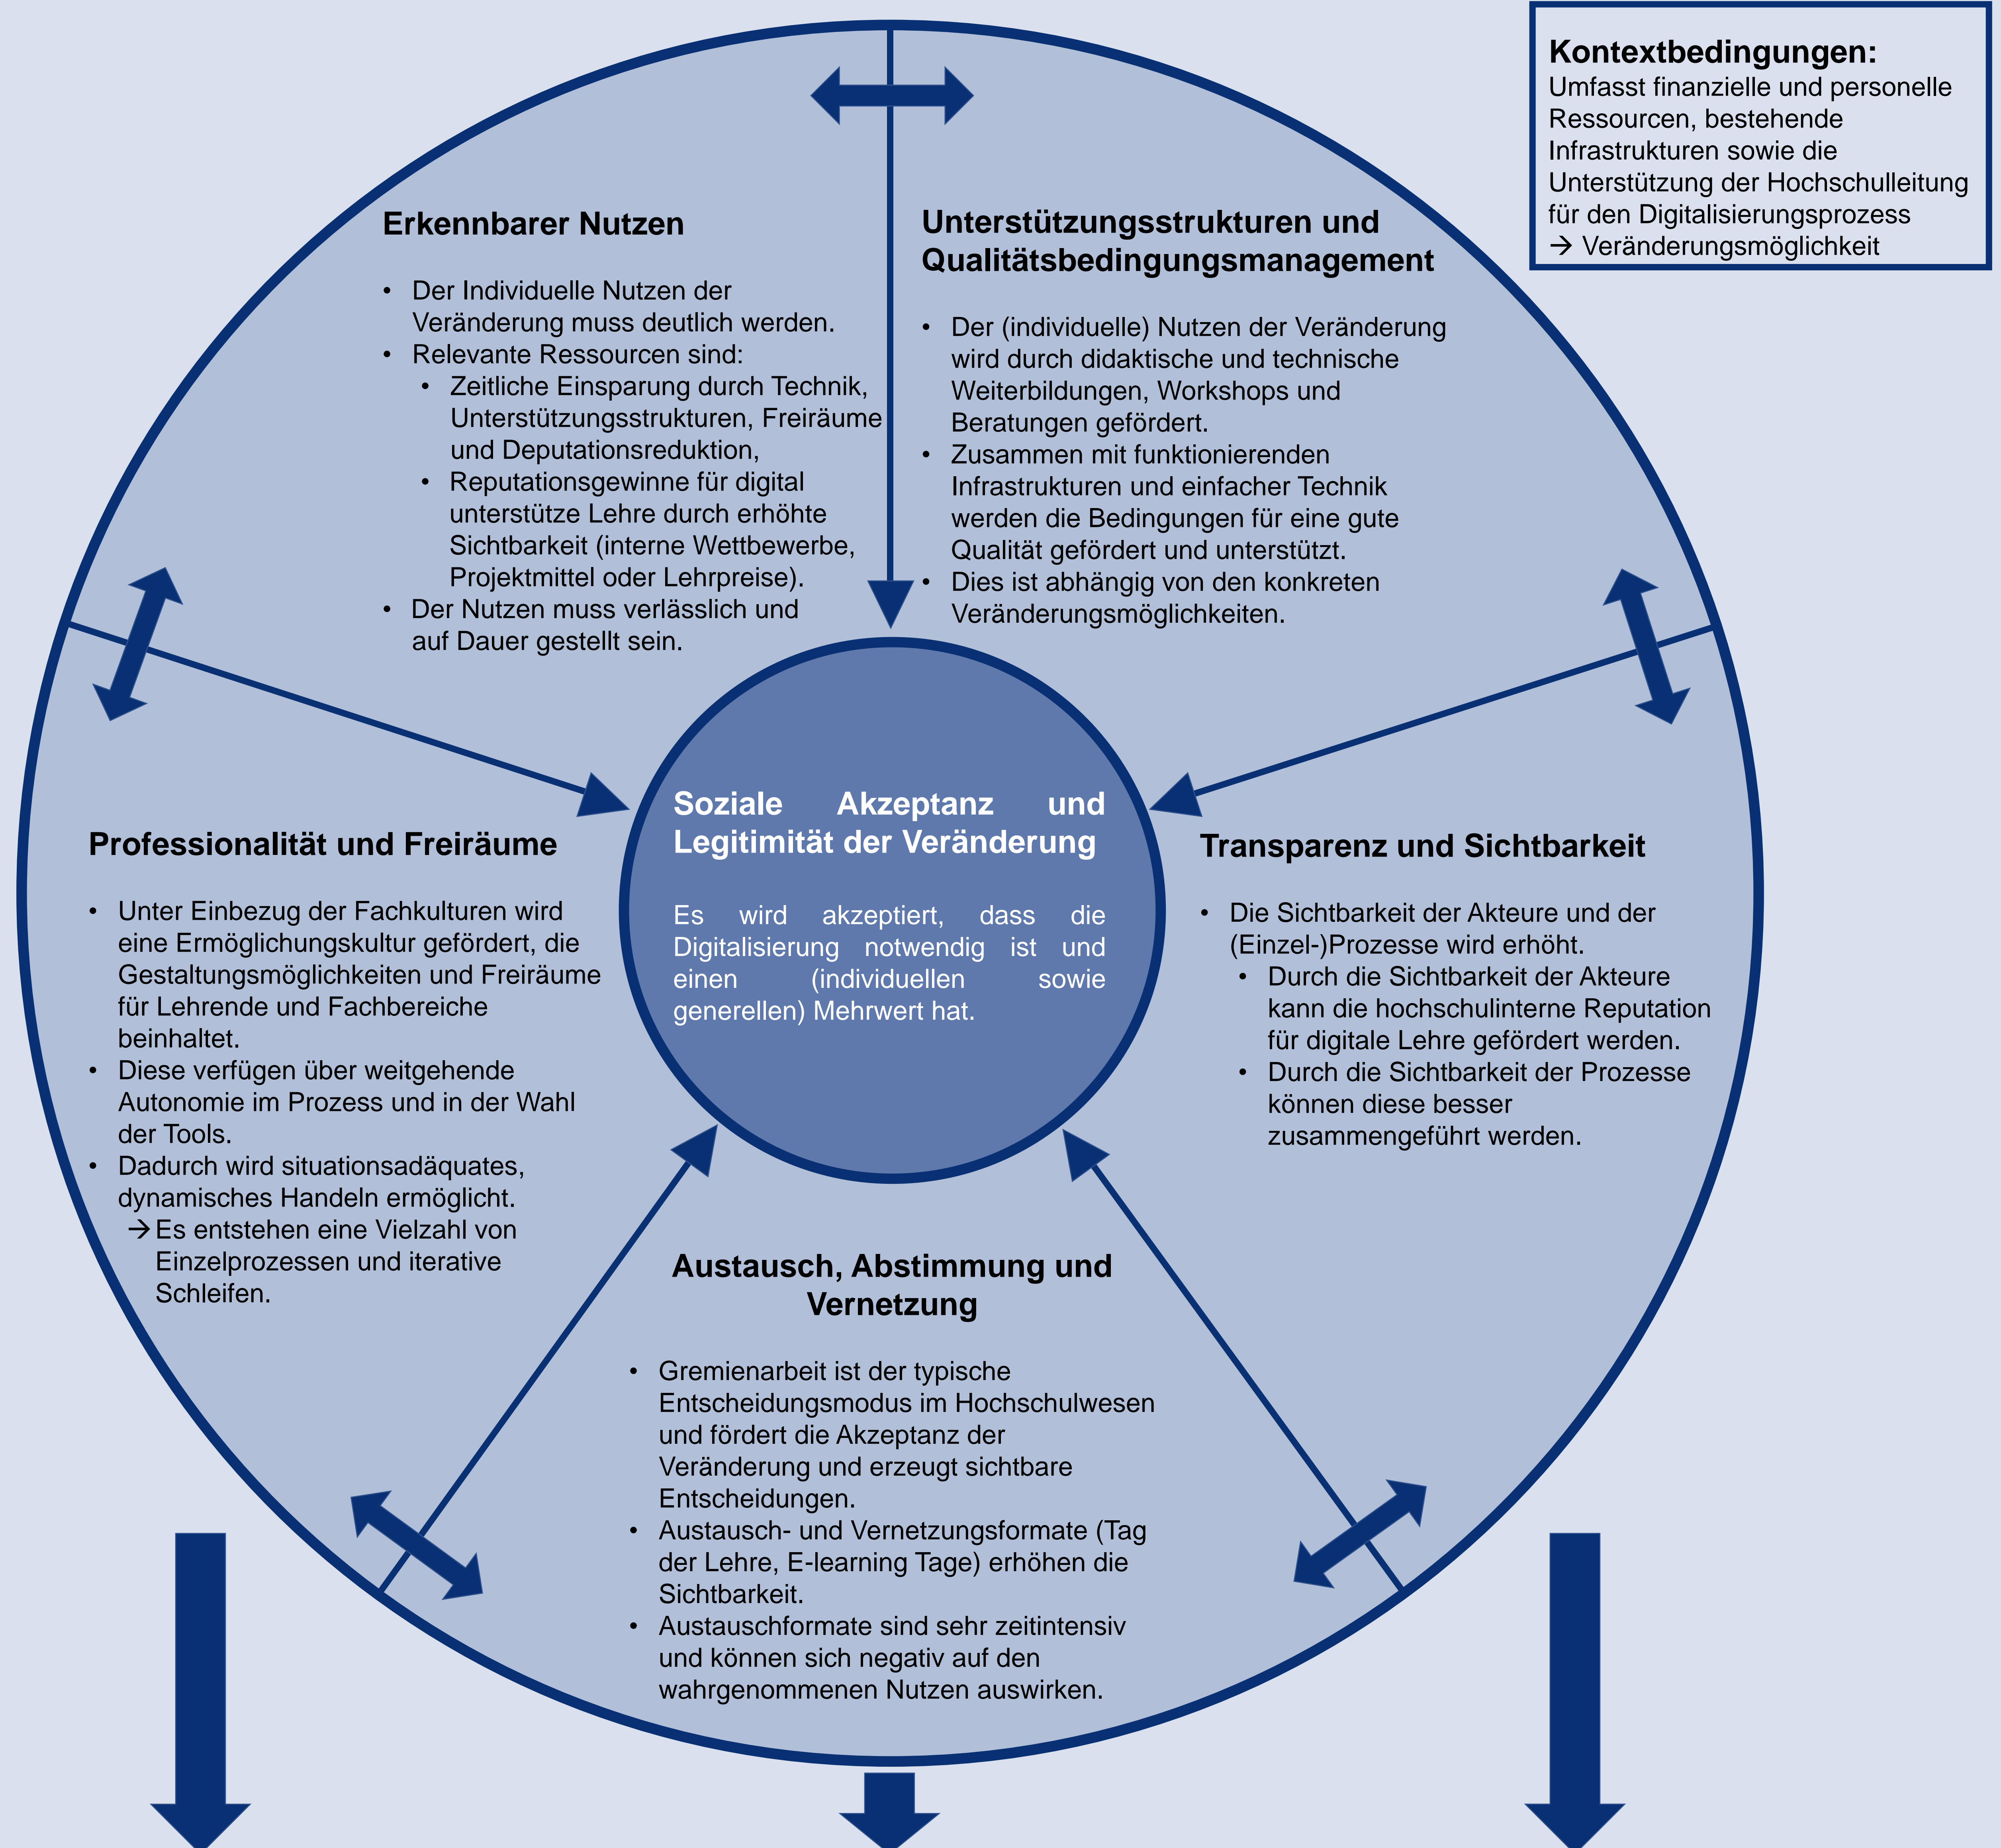 Kontextbedingungen:
Umfasst finanzielle und personelle
Ressourcen, bestehende
Infrastrukturen sowie die
Unterstützung der Hochschulleitung
für den Digitalisierungsprozess
→ Veränderungsmöglichkeit
Erkennbarer Nutzen
• Der Individuelle Nutzen der
Veränderung muss deutlich werden.
• Relevante Ressourcen sind:
• Zeitliche Einsparung durch Technik,
Unterstützungsstrukturen, Freiräume
und Deputationsreduktion,
• Reputationsgewinne für digital
unterstütze Lehre durch erhöhte
Sichtbarkeit (interne Wettbewerbe,
Projektmittel oder Lehrpreise).
• Der Nutzen muss verlässlich und
auf Dauer gestellt sein.
Unterstützungsstrukturen und
Qualitätsbedingungsmanagement
• Der (individuelle) Nutzen der Veränderung
wird durch didaktische und technische
Weiterbildungen, Workshops und
Beratungen gefördert.
• Zusammen mit funktionierenden
Infrastrukturen und einfacher Technik
werden die Bedingungen für eine gute
Qualität gefördert und unterstützt.
• Dies ist abhängig von den konkreten
Veränderungsmöglichkeiten.
Professionalität und Freiräume
• Unter Einbezug der Fachkulturen wird
eine Ermöglichungskultur gefördert, die
Gestaltungsmöglichkeiten und Freiräume
für Lehrende und Fachbereiche
beinhaltet.
• Diese verfügen über weitgehende
Autonomie im Prozess und in der Wahl
der Tools.
• Dadurch wird situationsadäquates,
dynamisches Handeln ermöglicht.
→ Es entstehen eine Vielzahl von
Einzelprozessen und iterative
Schleifen.
Soziale Akzeptanz und
Legitimität der Veränderung
Es wird akzeptiert, dass die
Digitalisierung notwendig ist und
einen (individuellen sowie
generellen) Mehrwert hat.
Transparenz und Sichtbarkeit
• Die Sichtbarkeit der Akteure und der
(Einzel-)Prozesse wird erhöht.
• Durch die Sichtbarkeit der Akteure
kann die hochschulinterne Reputation
für digitale Lehre gefördert werden.
• Durch die Sichtbarkeit der Prozesse
können diese besser
zusammengeführt werden.
Austausch, Abstimmung und
Vernetzung
• Gremienarbeit ist der typische
Entscheidungsmodus im Hochschulwesen
und fördert die Akzeptanz der
Veränderung und erzeugt sichtbare
Entscheidungen.
• Austausch- und Vernetzungsformate (Tag
der Lehre, E-learning Tage) erhöhen die
Sichtbarkeit.
• Austauschformate sind sehr zeitintensiv
und können sich negativ auf den
wahrgenommenen Nutzen auswirken.